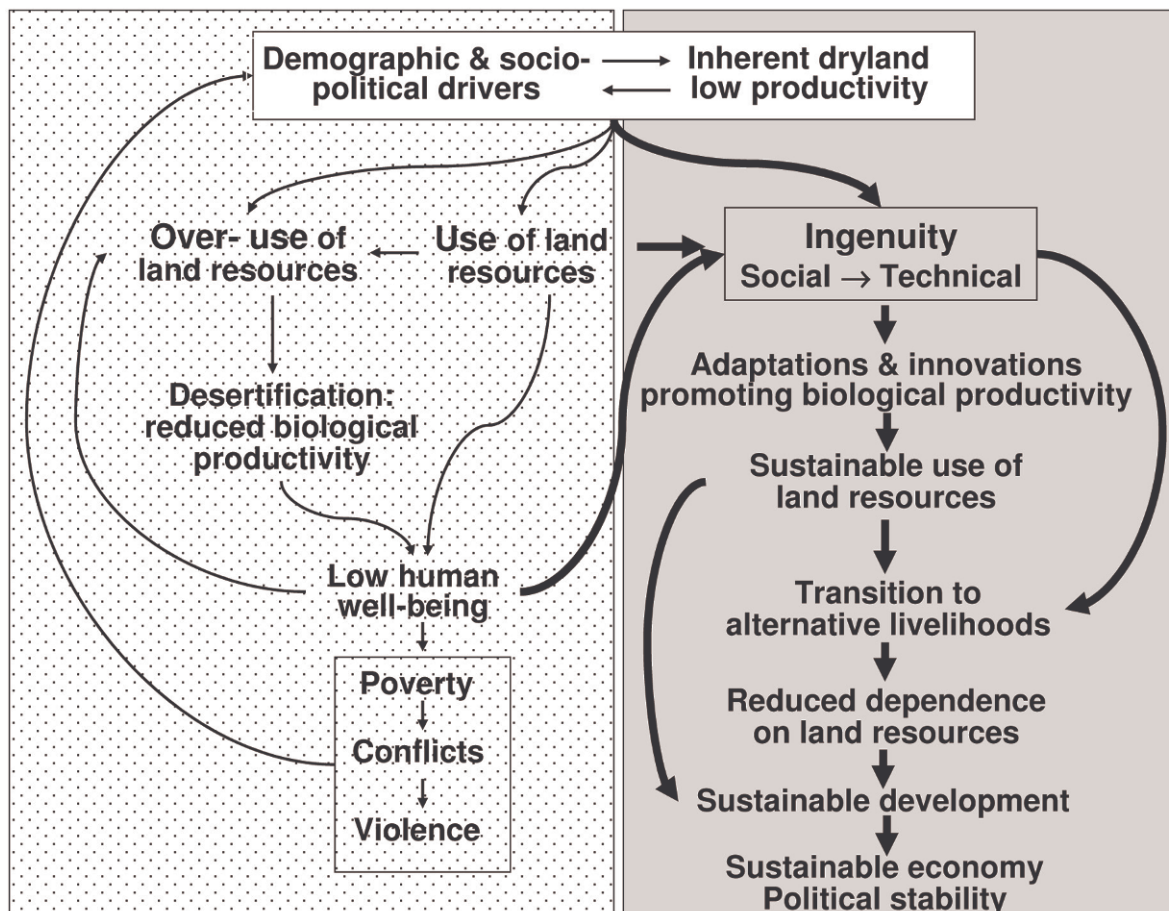 Demographic & socio-
political drivers
Inherent dryland
low productivity
Over- use of
land resources
Use of land
resources
Desertification:
reduced biological
productivity
Low human
well-being
Poverty
Conflicts
Violence
Ingenuity
Social → Technical
Adaptations & innovations
promoting biological productivity
Sustainable use of
land resources
Transition to
alternative livelihoods
Reduced dependence
on land resources
Sustainable development
Sustainable economy
Political stability